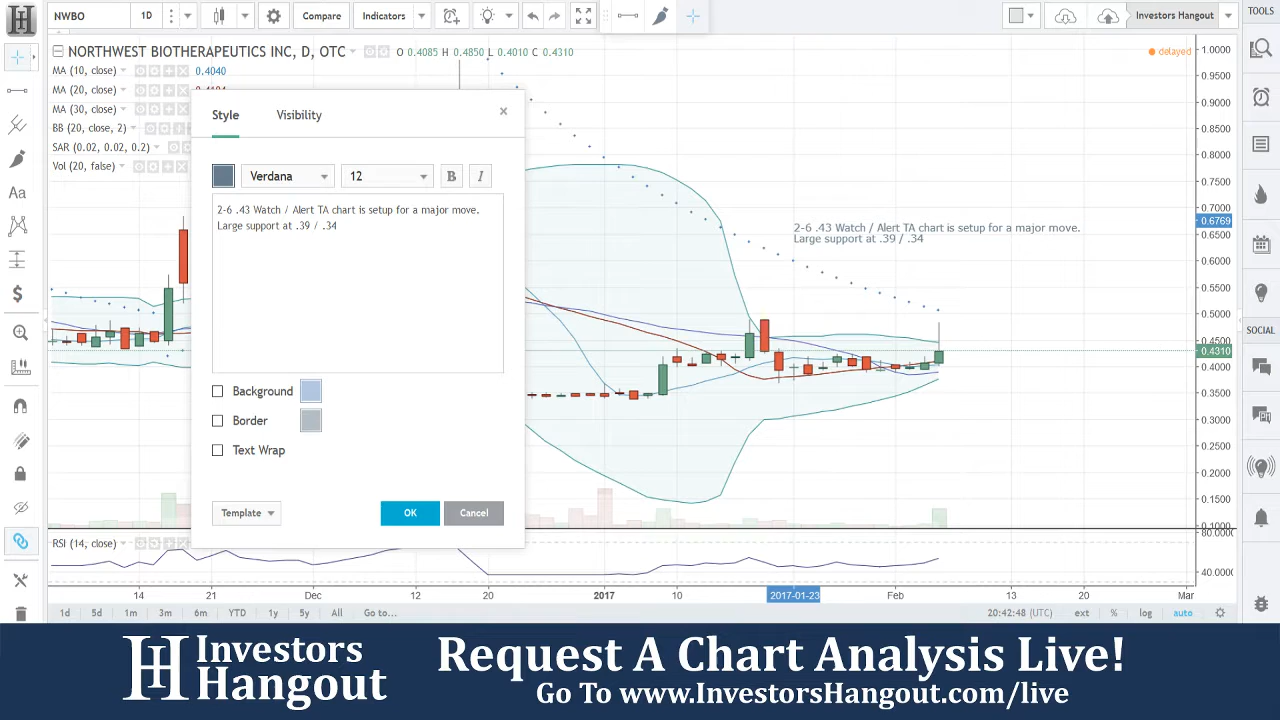 NWBO
1D
Compare
Indicators
Investors Hangout
TOOLS
NORTHWEST BIOTHERAPEUTICS INC, D, OTC
O 0.4085 H 0.4850 L 0.4010 C 0.4310
delayed
MA (10, close)
0.4040
MA (20, close)
MA (30, close)
BB (20, close, 2)
SAR (0.02, 0.02, 0.2)
Vol (20, false)
Style
Visibility
Verdana
12
B
I
2-6 .43 Watch / Alert TA chart is setup for a major move.
Large support at .39 / .34
Background
Border
Text Wrap
Template
OK
Cancel
2-6 .43 Watch / Alert TA chart is setup for a major move.
Large support at .39 / .34
1.0000
0.9500
0.9000
0.8500
0.8000
0.7500
0.7000
0.6769
0.6500
0.6000
0.5500
0.5000
0.4500
0.4310
0.4000
0.3500
0.3000
0.2500
0.2000
0.1500
0.1000
80.0000
40.0000
SOCIAL
RSI (14, close)
14
21
Dec
12
20
2017
10
2017-01-23
Feb
13
20
Mar
1d
5d
1m
3m
6m
YTD
1y
5y
All
Go to...
20:42:48 (UTC)
ext
%
log
auto
Investors
Hangout
Request A Chart Analysis Live!
Go To www.InvestorsHangout.com/live